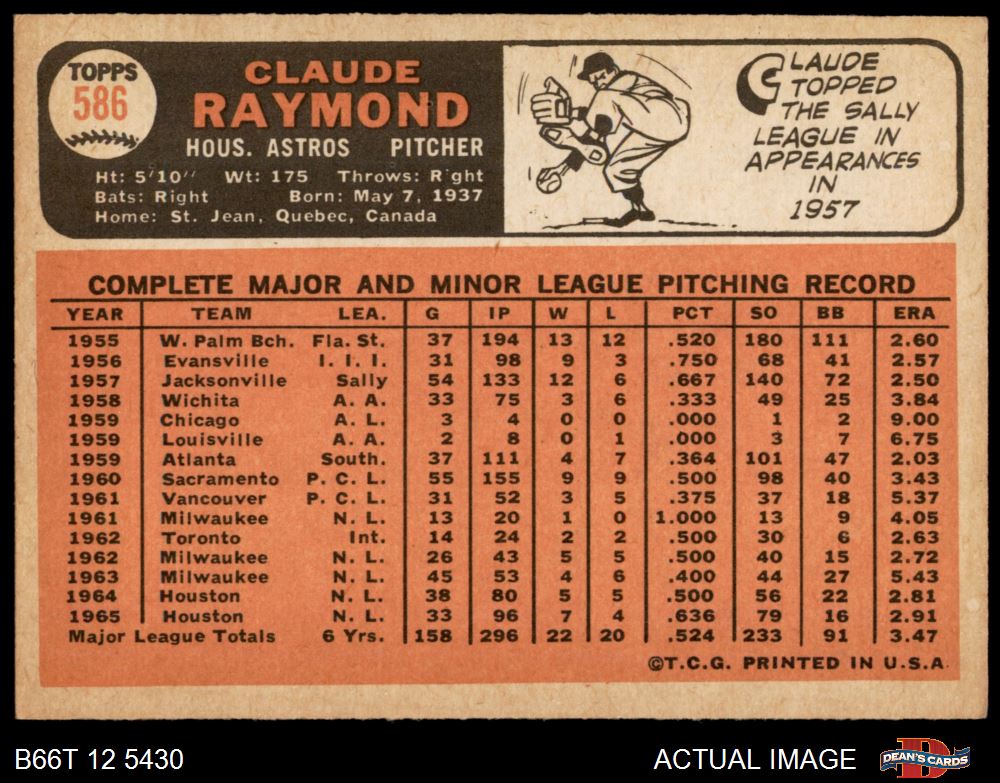 TOPPS
586
CLAUDE
RAYMOND
HOUS. ASTROS PITCHER
Ht: 5'10" Wt: 175 Throws: Right
Bats: Right Born: May 7, 1937
Home: St. Jean, Quebec, Canada
CLAUDE
TOPPED
THE SALLY
LEAGUE IN
APPEARANCES
IN
1957
COMPLETE MAJOR AND MINOR LEAGUE PITCHING RECORD
YEAR TEAM LEA. G IP W L PCT SO BB ERA
1955 W. Palm Bch. Fla. St. 37 194 13 12 .520 180 111 2.60
1956 Evansville I. I. I. 31 98 9 3 .750 68 41 2.57
1957 Jacksonville Sally 54 133 12 6 .667 140 72 2.50
1958 Wichita A. A. 33 75 3 6 .333 49 25 3.84
1959 Chicago A. L. 3 4 0 0 .000 1 2 9.00
1959 Louisville A. A. 2 8 0 1 .000 3 7 6.75
1959 Atlanta South. 37 111 4 7 .364 101 47 2.03
1960 Sacramento P. C. L. 55 155 9 9 .500 98 40 3.43
1961 Vancouver P. C. L. 31 52 3 5 .375 37 18 5.37
1961 Milwaukee N. L. 13 20 1 0 1.000 13 9 4.05
1962 Toronto Int. 14 24 2 2 .500 30 6 2.63
1962 Milwaukee N. L. 26 43 5 5 .500 40 15 2.72
1963 Milwaukee N. L. 45 53 4 6 .400 44 27 5.43
1964 Houston N. L. 38 80 5 5 .500 56 22 2.81
1965 Houston N. L. 33 96 7 4 .636 79 16 2.91
Major League Totals 6 Yrs. 158 296 22 20 .524 233 91 3.47
©T.C.G. PRINTED IN U.S.A.
B66T 12 5430
ACTUAL IMAGE
DEAN'S CARDS